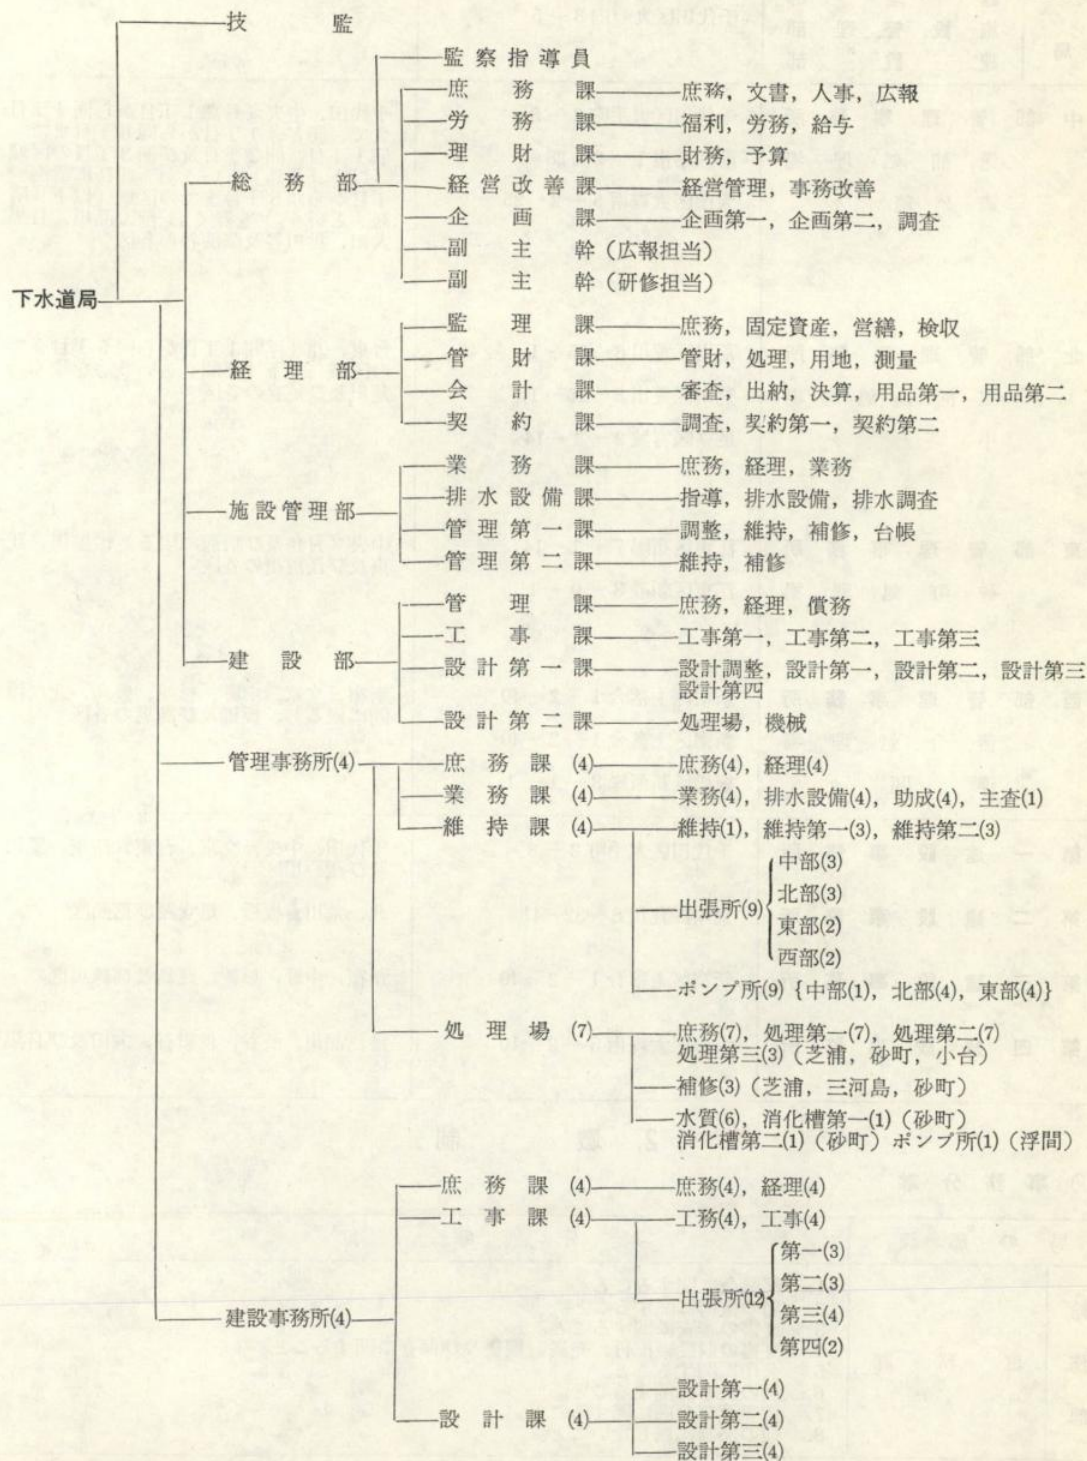 技監
監察指導員
庶務課 庶務，文書，人事，広報
労務課 福利，労務，給与
理財課 財務，予算
総務部 経営改善課 経営管理，事務改善
企画課 企画第一，企画第二，調査
副主幹（広報担当）
副主幹（研修担当）
下水道局
監理課 庶務，固定資産，営繕，検収
管財課 管財，処理，用地，測量
経理部
会計課 審査，出納，決算，用品第一，用品第二
契約課 調査，契約第一，契約第二
業務課 庶務，経理，業務
排水設備課 指導，排水設備，排水調査
施設管理部
管理第一課 調整，維持，補修，台帳
管理第二課 維持，補修
管理課 庶務，経理，償務
工事課 工事第一，工事第二，工事第三
建設部
設計第一課 設計調整，設計第一，設計第二，設計第三
設計第四
設計第二課 処理場，機械
管理事務所(4) 庶務課(4) 庶務(4)，経理(4)
業務課(4) 業務(4)，排水設備(4)，助成(4)，主査(1)
維持課(4) 維持(1)，維持第一(3)，維持第二(3)
中部(3)
北部(3)
出張所(9)
東部(2)
西部(2)
ポンプ所(9) {中部(1)，北部(4)，東部(4)}
処理場(7) 庶務(7)，処理第一(7)，処理第二(7)
処理第三(3)（芝浦，砂町，小台）
補修(3)（芝浦，三河島，砂町）
水質(6)，消化槽第一(1)（砂町）
消化槽第二(1)（砂町）ポンプ所(1)（浮間）
庶務課(4) 庶務(4)，経理(4)
工事課(4) 工務(4)，工事(4)
第一(3)
第二(3)
出張所(12)
第三(4)
第四(2)
建設事務所(4)
設計第一(4)
設計課(4) 設計第二(4)
設計第三(4)